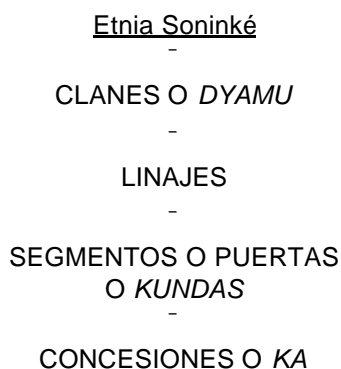 Etnia Soninké
–
CLANES O DYAMU
–
LINAJES
–
SEGMENTOS O PUERTAS
O KUNDAS
–
CONCESIONES O KA